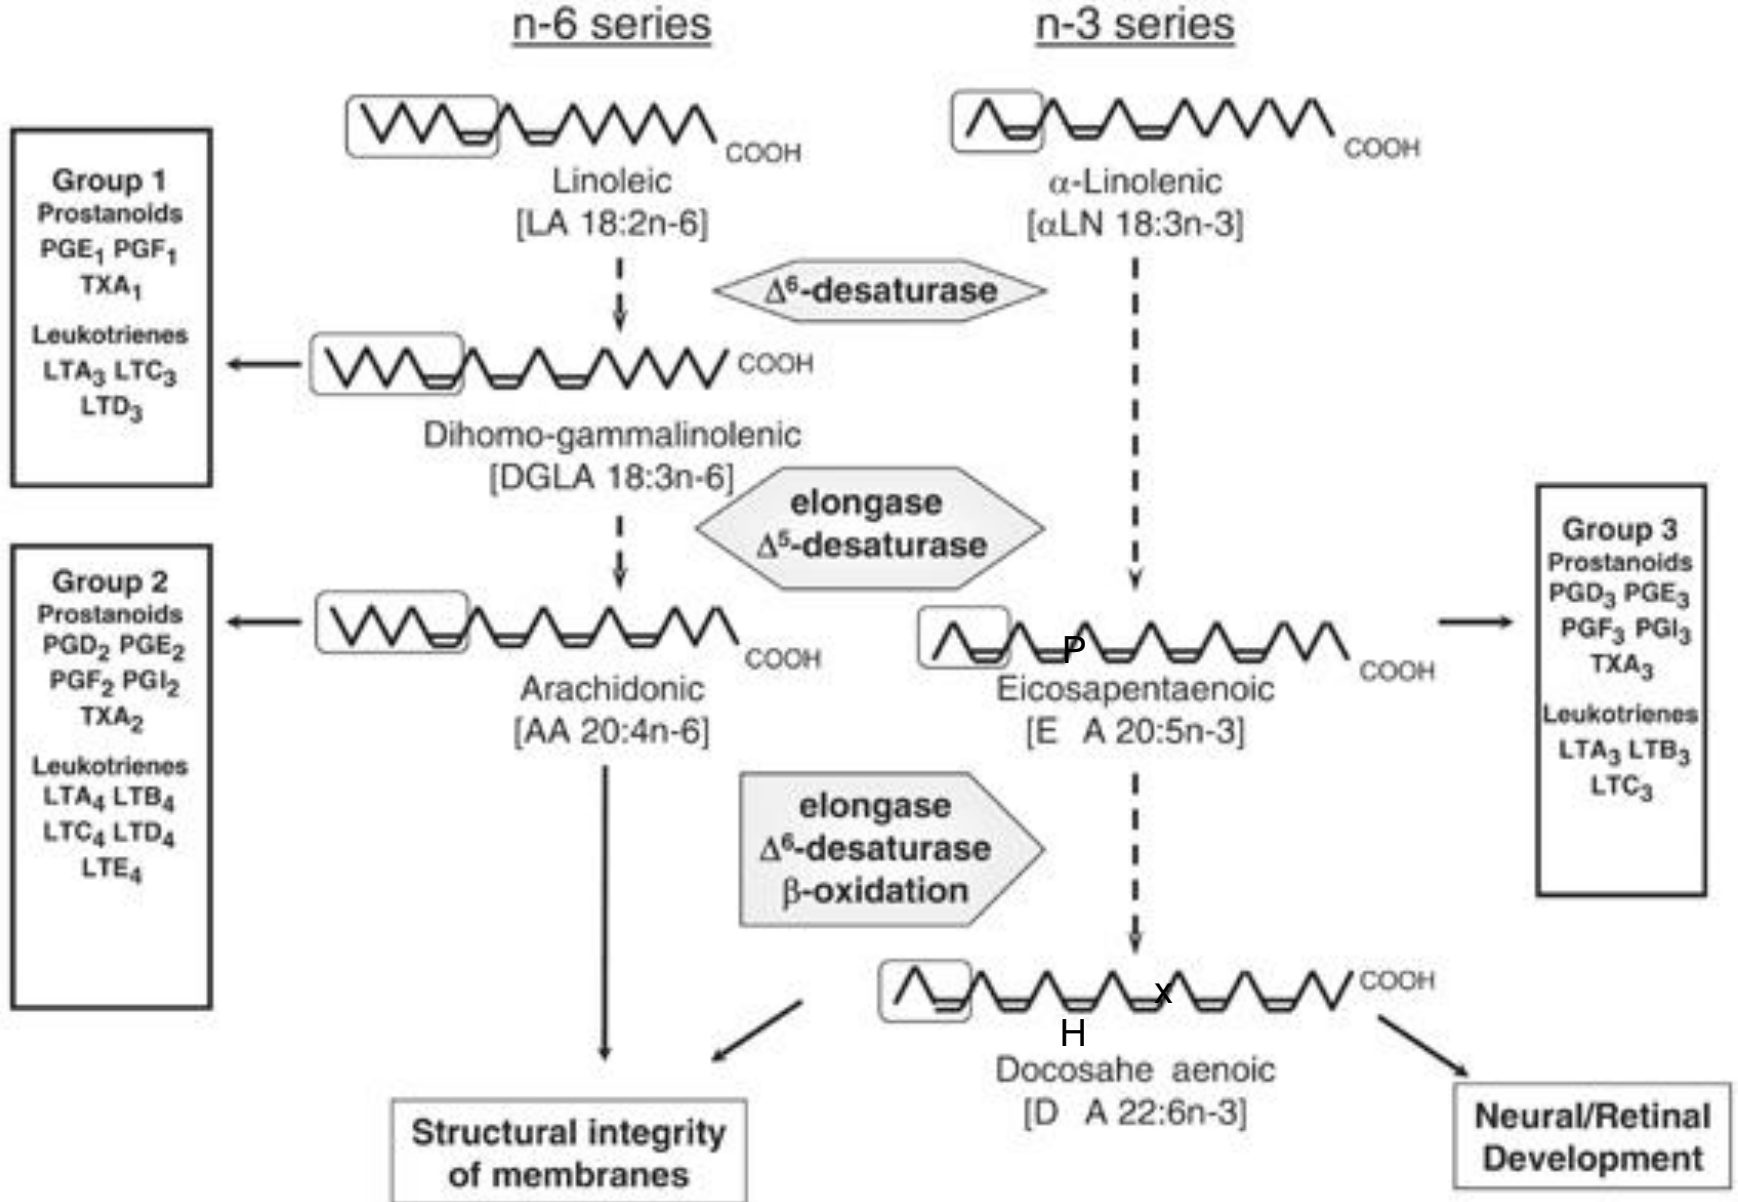 n-6 series
n-3 series
COOH
COOH
Linoleic
[LA 18:2n-6]
α-Linolenic
[αLN 18:3n-3]
Group 1
Prostanoids
PGE1 PGF1
TXA1
Leukotrienes
LTA3 LTC3
LTD3
Δ6-desaturase
COOH
Dihomo-gammalinolenic
[DGLA 18:3n-6]
elongase
Δ5-desaturase
Group 2
Prostanoids
PGD2 PGE2
PGF2 PGI2
TXA2
Leukotrienes
LTA4 LTB4
LTC4 LTD4
LTE4
COOH
Arachidonic
[AA 20:4n-6]
P
COOH
Eicosapentaenoic
[E A 20:5n-3]
Group 3
Prostanoids
PGD3 PGE3
PGF3 PGI3
TXA3
Leukotrienes
LTA3 LTB3
LTC3
elongase
Δ6-desaturase
β-oxidation
COOH
x
H
Docosahe aenoic
[D A 22:6n-3]
Structural integrity
of membranes
Neural/Retinal
Development